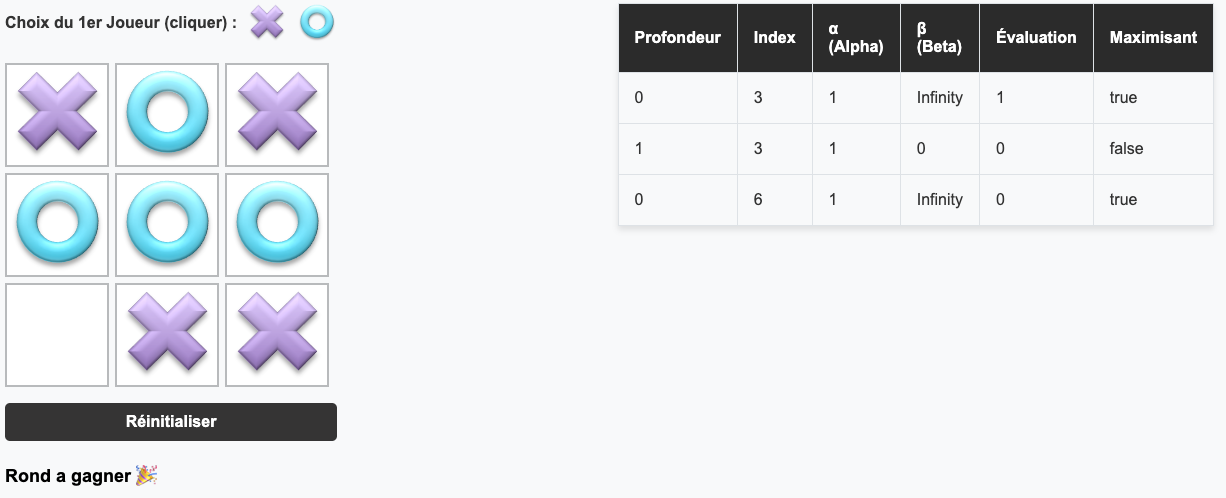 Choix du 1er Joueur (cliquer) :
Profondeur Index α (Alpha) β (Beta) Évaluation Maximisant
0 3 1 Infinity 1 true
1 3 1 0 0 false
0 6 1 Infinity 0 true
Réinitialiser
Rond a gagner 🎉